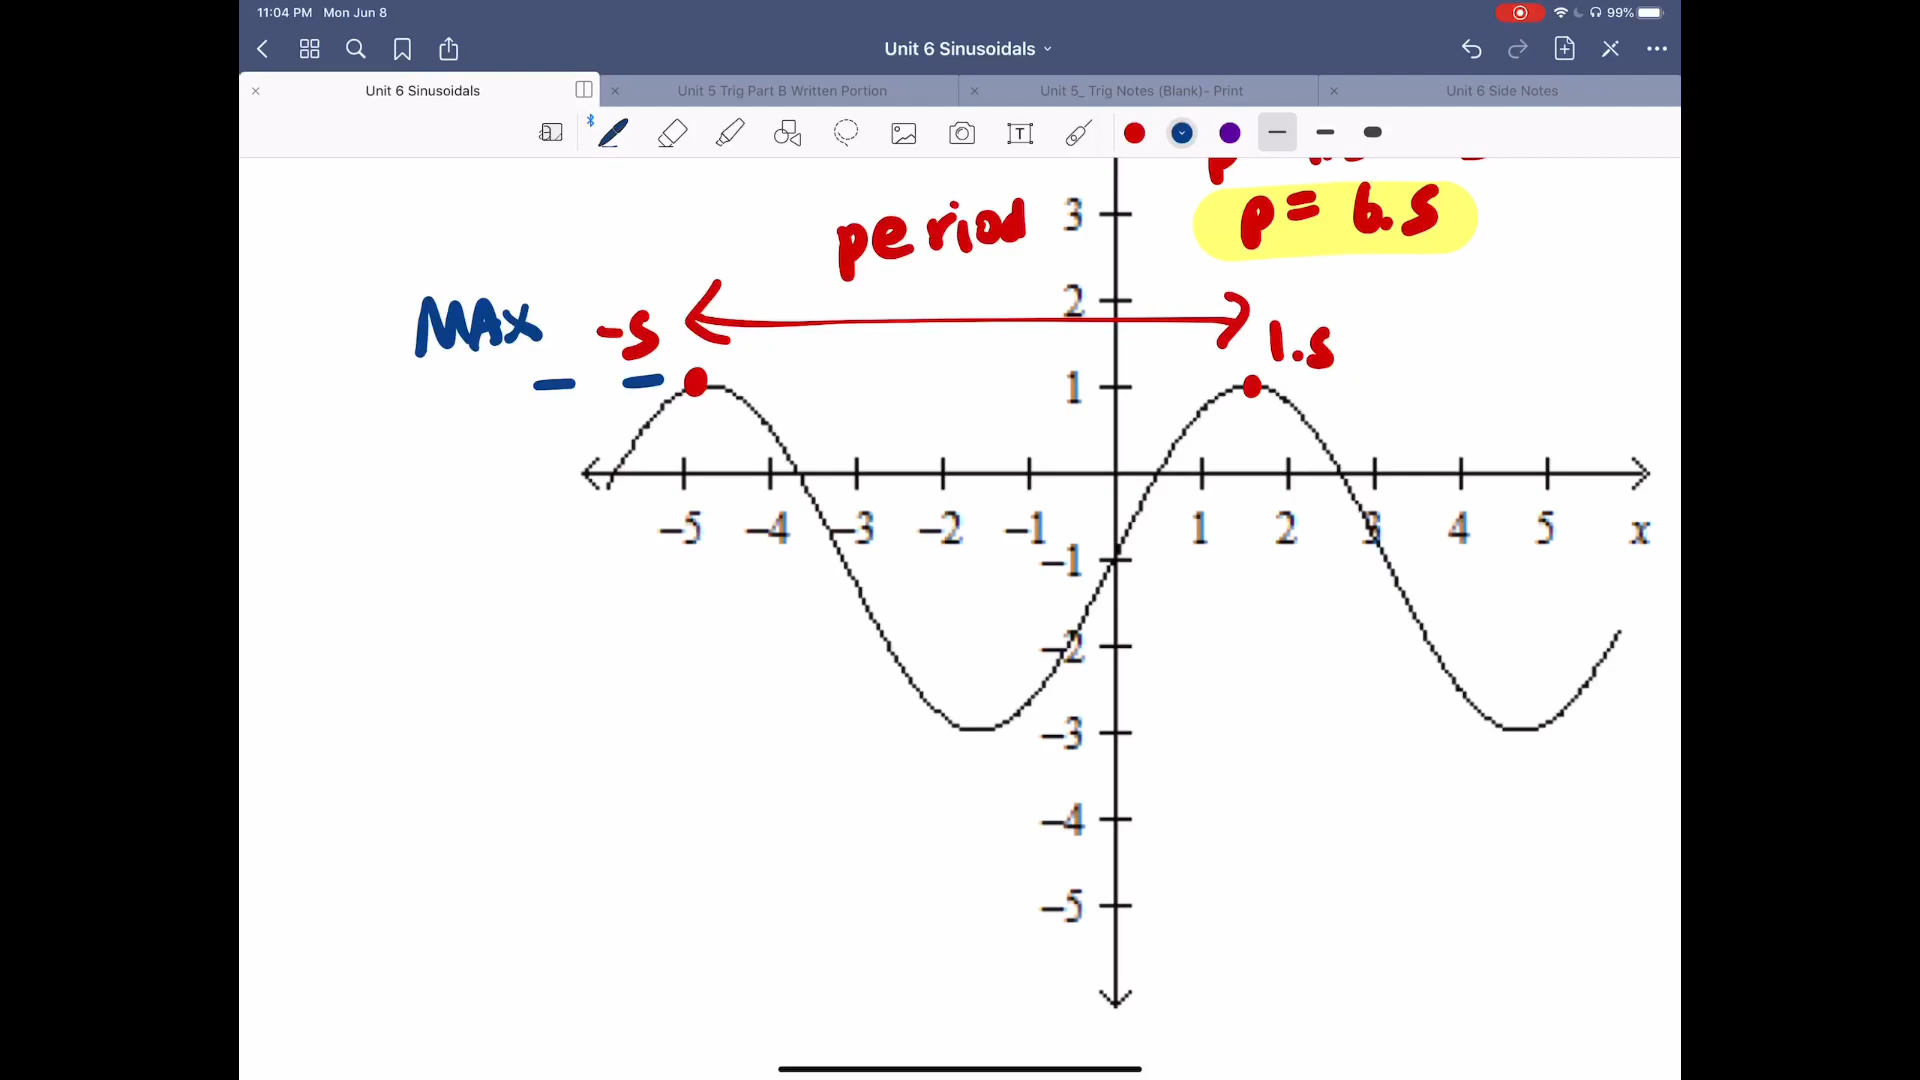 11:04 PM Mon Jun 8
99%
Unit 6 Sinusoidals
Unit 6 Sinusoidals
Unit 5 Trig Part B Written Portion
Unit 5_ Trig Notes (Blank)- Print
Unit 6 Side Notes
T
period
3
p = 6.5
MAX
-5
2
1.5
1
-5 -4 -3 -2 -1 1 2 3 4 5 x
-1
-2
-3
-4
-5